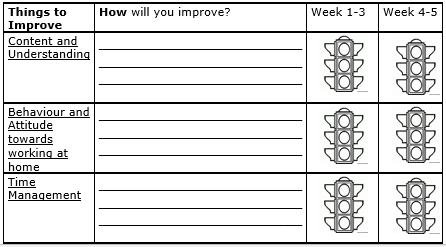 Things to
Improve
How will you improve?
Week 1-3
Week 4-5
Content and
Understanding
Behaviour and
Attitude
towards
working at
home
Time
Management